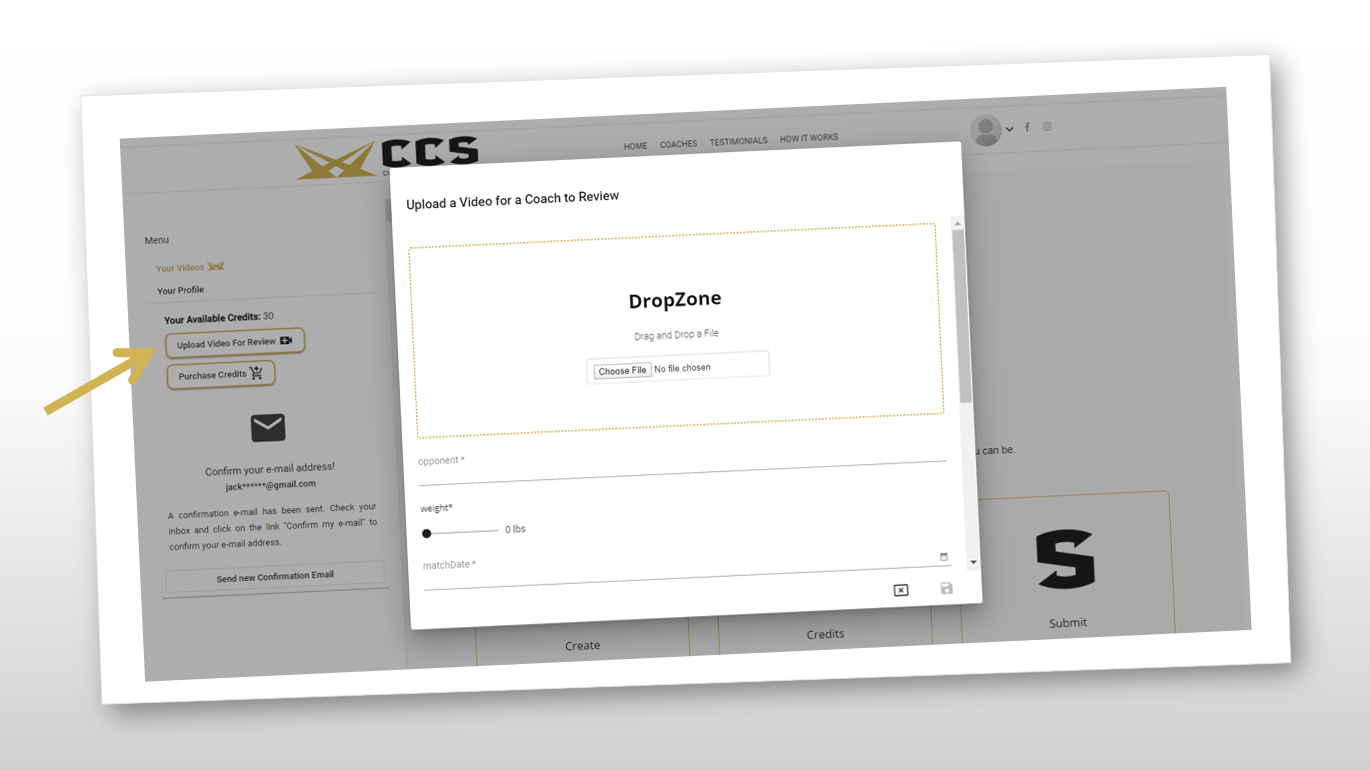 CCS
HOME COACHES TESTIMONIALS HOW IT WORKS
Menu
Your Videos
Your Profile
Your Available Credits: 30
Upload Video For Review
Purchase Credits
Confirm your e-mail address!
jack******@gmail.com
A confirmation e-mail has been sent. Check your
inbox and click on the link "Confirm my e-mail" to
confirm your e-mail address.
Send new Confirmation Email
Upload a Video for a Coach to Review
DropZone
Drag and Drop a File
Choose File No file chosen
opponent *
weight*
0 lbs
matchDate *
can be.
S
Create
Credits
Submit